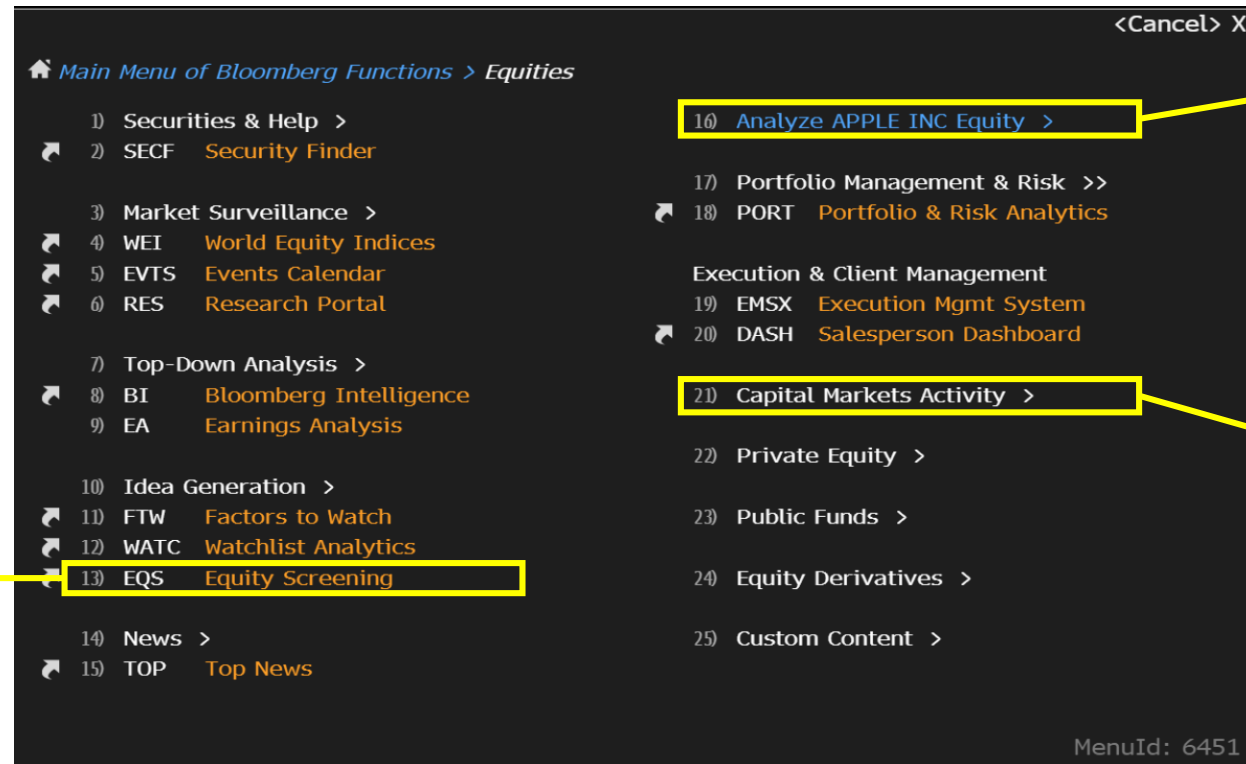 <Cancel> X
Main Menu of Bloomberg Functions > Equities
1) Securities & Help >
2) SECF Security Finder
3) Market Surveillance >
4) WEI World Equity Indices
5) EVTS Events Calendar
6) RES Research Portal
7) Top-Down Analysis >
8) BI Bloomberg Intelligence
9) EA Earnings Analysis
10) Idea Generation >
11) FTW Factors to Watch
12) WATC Watchlist Analytics
13) EQS Equity Screening
14) News >
15) TOP Top News
16) Analyze APPLE INC Equity >
17) Portfolio Management & Risk >>
18) PORT Portfolio & Risk Analytics
Execution & Client Management
19) EMSX Execution Mgmt System
20) DASH Salesperson Dashboard
21) Capital Markets Activity >
22) Private Equity >
23) Public Funds >
24) Equity Derivatives >
25) Custom Content >
MenuId: 6451